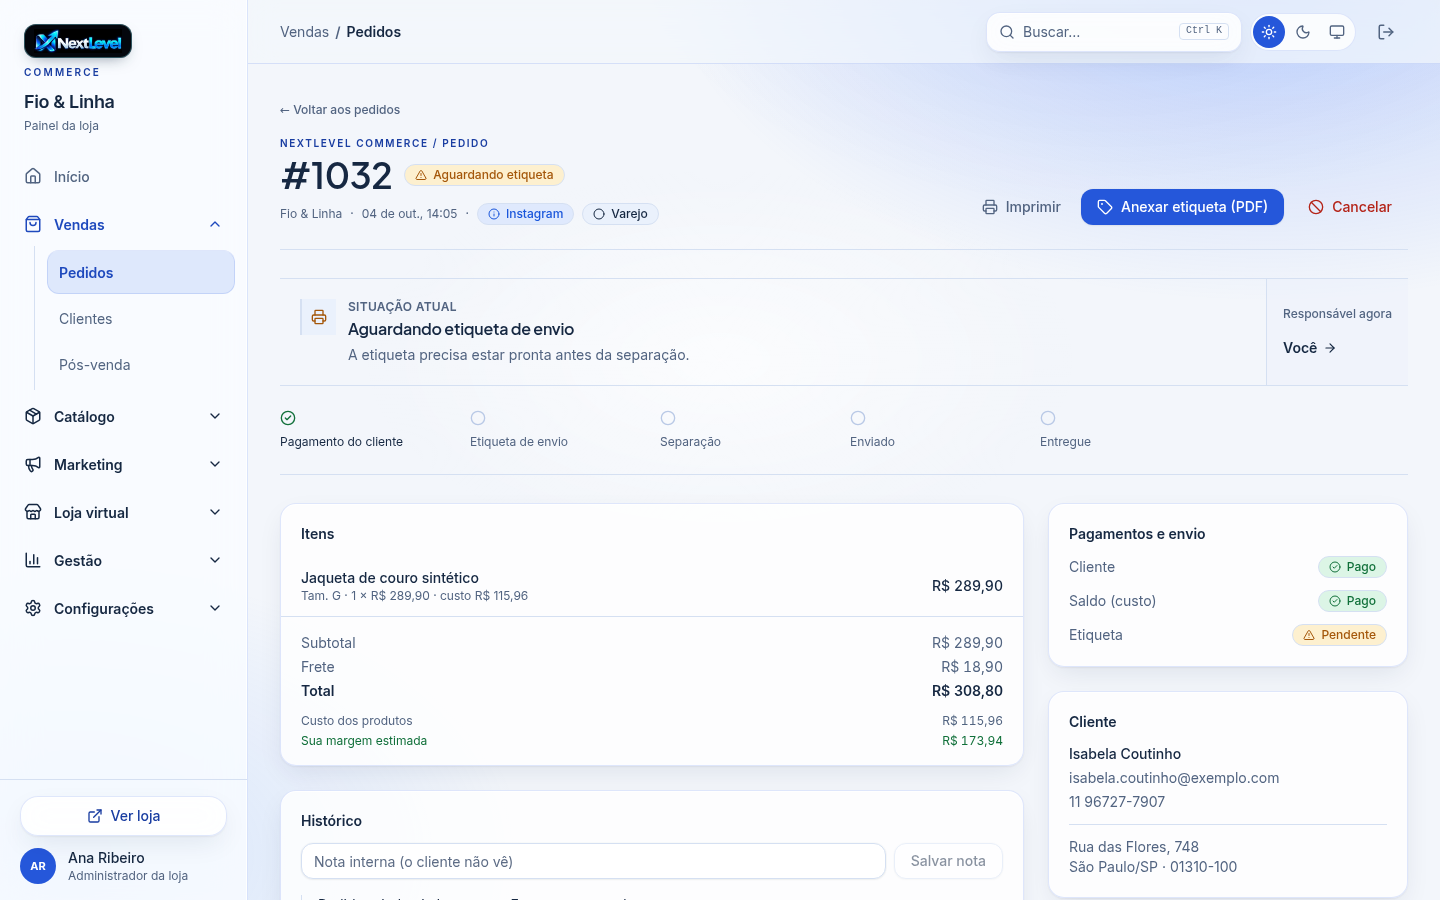 NextLevel
COMMERCE
Fio & Linha
Painel da loja
Início
Vendas
Pedidos
Clientes
Pós-venda
Catálogo
Marketing
Loja virtual
Gestão
Configurações
Ver loja
AR
Ana Ribeiro
Administrador da loja
Vendas / Pedidos
Buscar...
Ctrl K
← Voltar aos pedidos
NEXTLEVEL COMMERCE / PEDIDO
#1032
Aguardando etiqueta
Fio & Linha · 04 de out., 14:05 · Instagram Varejo
Imprimir
Anexar etiqueta (PDF)
Cancelar
SITUAÇÃO ATUAL
Aguardando etiqueta de envio
A etiqueta precisa estar pronta antes da separação.
Responsável agora
Você →
Pagamento do cliente
Etiqueta de envio
Separação
Enviado
Entregue
Itens
Jaqueta de couro sintético
Tam. G · 1 × R$ 289,90 · custo R$ 115,96
R$ 289,90
Subtotal R$ 289,90
Frete R$ 18,90
Total R$ 308,80
Custo dos produtos R$ 115,96
Sua margem estimada R$ 173,94
Histórico
Nota interna (o cliente não vê)
Salvar nota
Pagamentos e envio
Cliente Pago
Saldo (custo) Pago
Etiqueta Pendente
Cliente
Isabela Coutinho
isabela.coutinho@exemplo.com
11 96727-7907
Rua das Flores, 748
São Paulo/SP · 01310-100